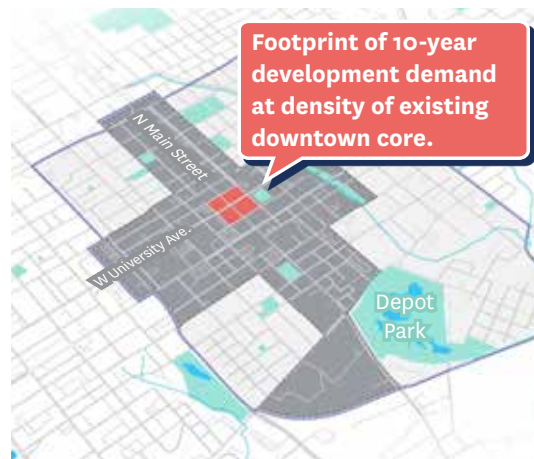 Footprint of 10-year
development demand
at density of existing
downtown core.
N Main Street
W University Ave.
Depot
Park